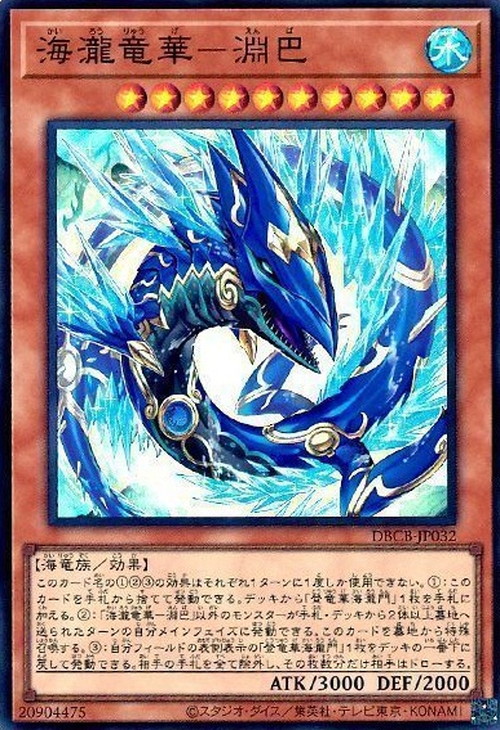 海瀧竜華－淵巴
水
DBCB-JP032
【海竜族／効果】
このカード名の①②③の効果はそれぞれ1ターンに1度しか使用できない。①：この
カードを手札から捨てて発動できる。デッキから「登竜華海瀧門」1枚を手札に
加える。②：「海瀧竜華－淵巴」以外のモンスターが手札・デッキから2体以上墓地へ
送られたターンの自分メインフェイズに発動できる。このカードを墓地から特殊
召喚する。③：自分フィールドの表側表示の「登竜華海瀧門」1枚をデッキの一番下に
戻して発動できる。相手の手札を全て除外し、その枚数分だけ相手はドローする。
ATK/3000 DEF/2000
20904475 ©スタジオ・ダイス／集英社・テレビ東京・KONAMI